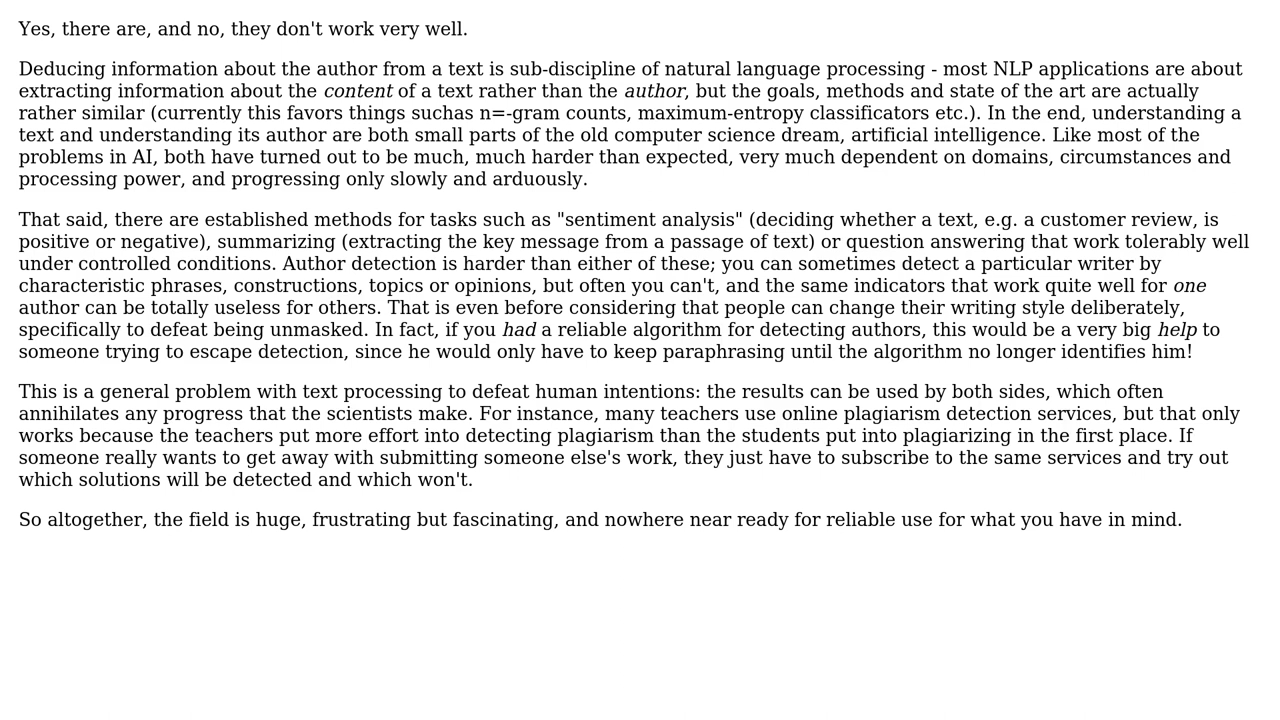 Yes, there are, and no, they don't work very well.
Deducing information about the author from a text is sub-discipline of natural language processing - most NLP applications are about
extracting information about the content of a text rather than the author, but the goals, methods and state of the art are actually
rather similar (currently this favors things suchas n=-gram counts, maximum-entropy classificators etc.). In the end, understanding a
text and understanding its author are both small parts of the old computer science dream, artificial intelligence. Like most of the
problems in AI, both have turned out to be much, much harder than expected, very much dependent on domains, circumstances and
processing power, and progressing only slowly and arduously.
That said, there are established methods for tasks such as "sentiment analysis" (deciding whether a text, e.g. a customer review, is
positive or negative), summarizing (extracting the key message from a passage of text) or question answering that work tolerably well
under controlled conditions. Author detection is harder than either of these; you can sometimes detect a particular writer by
characteristic phrases, constructions, topics or opinions, but often you can't, and the same indicators that work quite well for one
author can be totally useless for others. That is even before considering that people can change their writing style deliberately,
specifically to defeat being unmasked. In fact, if you had a reliable algorithm for detecting authors, this would be a very big help to
someone trying to escape detection, since he would only have to keep paraphrasing until the algorithm no longer identifies him!
This is a general problem with text processing to defeat human intentions: the results can be used by both sides, which often
annihilates any progress that the scientists make. For instance, many teachers use online plagiarism detection services, but that only
works because the teachers put more effort into detecting plagiarism than the students put into plagiarizing in the first place. If
someone really wants to get away with submitting someone else's work, they just have to subscribe to the same services and try out
which solutions will be detected and which won't.
So altogether, the field is huge, frustrating but fascinating, and nowhere near ready for reliable use for what you have in mind.